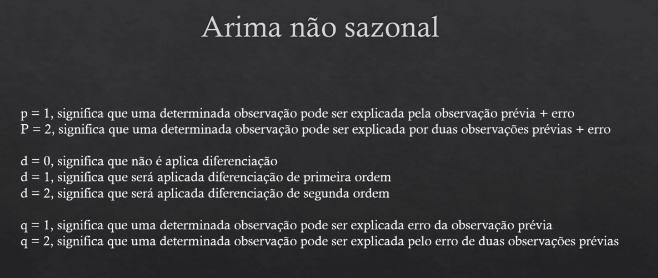 Arima não sazonal
p = 1, significa que uma determinada observação pode ser explicada pela observação prévia + erro
P = 2, significa que uma determinada observação pode ser explicada por duas observações prévias + erro
d = 0, significa que não é aplica diferenciação
d = 1, significa que será aplicada diferenciação de primeira ordem
d = 2, significa que será aplicada diferenciação de segunda ordem
q = 1, significa que uma determinada observação pode ser explicada erro da observação prévia
q = 2, significa que uma determinada observação pode ser explicada pelo erro de duas observações prévias